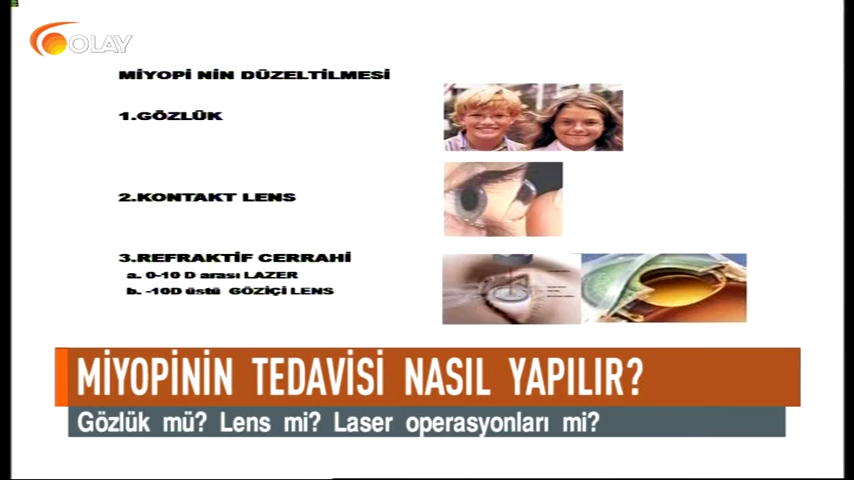 OLAY
MİYOPİ NİN DÜZELTİLMESİ
1.GÖZLÜK
2.KONTAKT LENS
3.REFRAKTİF CERRAHİ
a. 0-10 D arası LAZER
b. -10D üstü GÖZİÇİ LENS
MİYOPİNİN TEDAVİSİ NASIL YAPILIR?
Gözlük mü? Lens mi? Laser operasyonları mi?